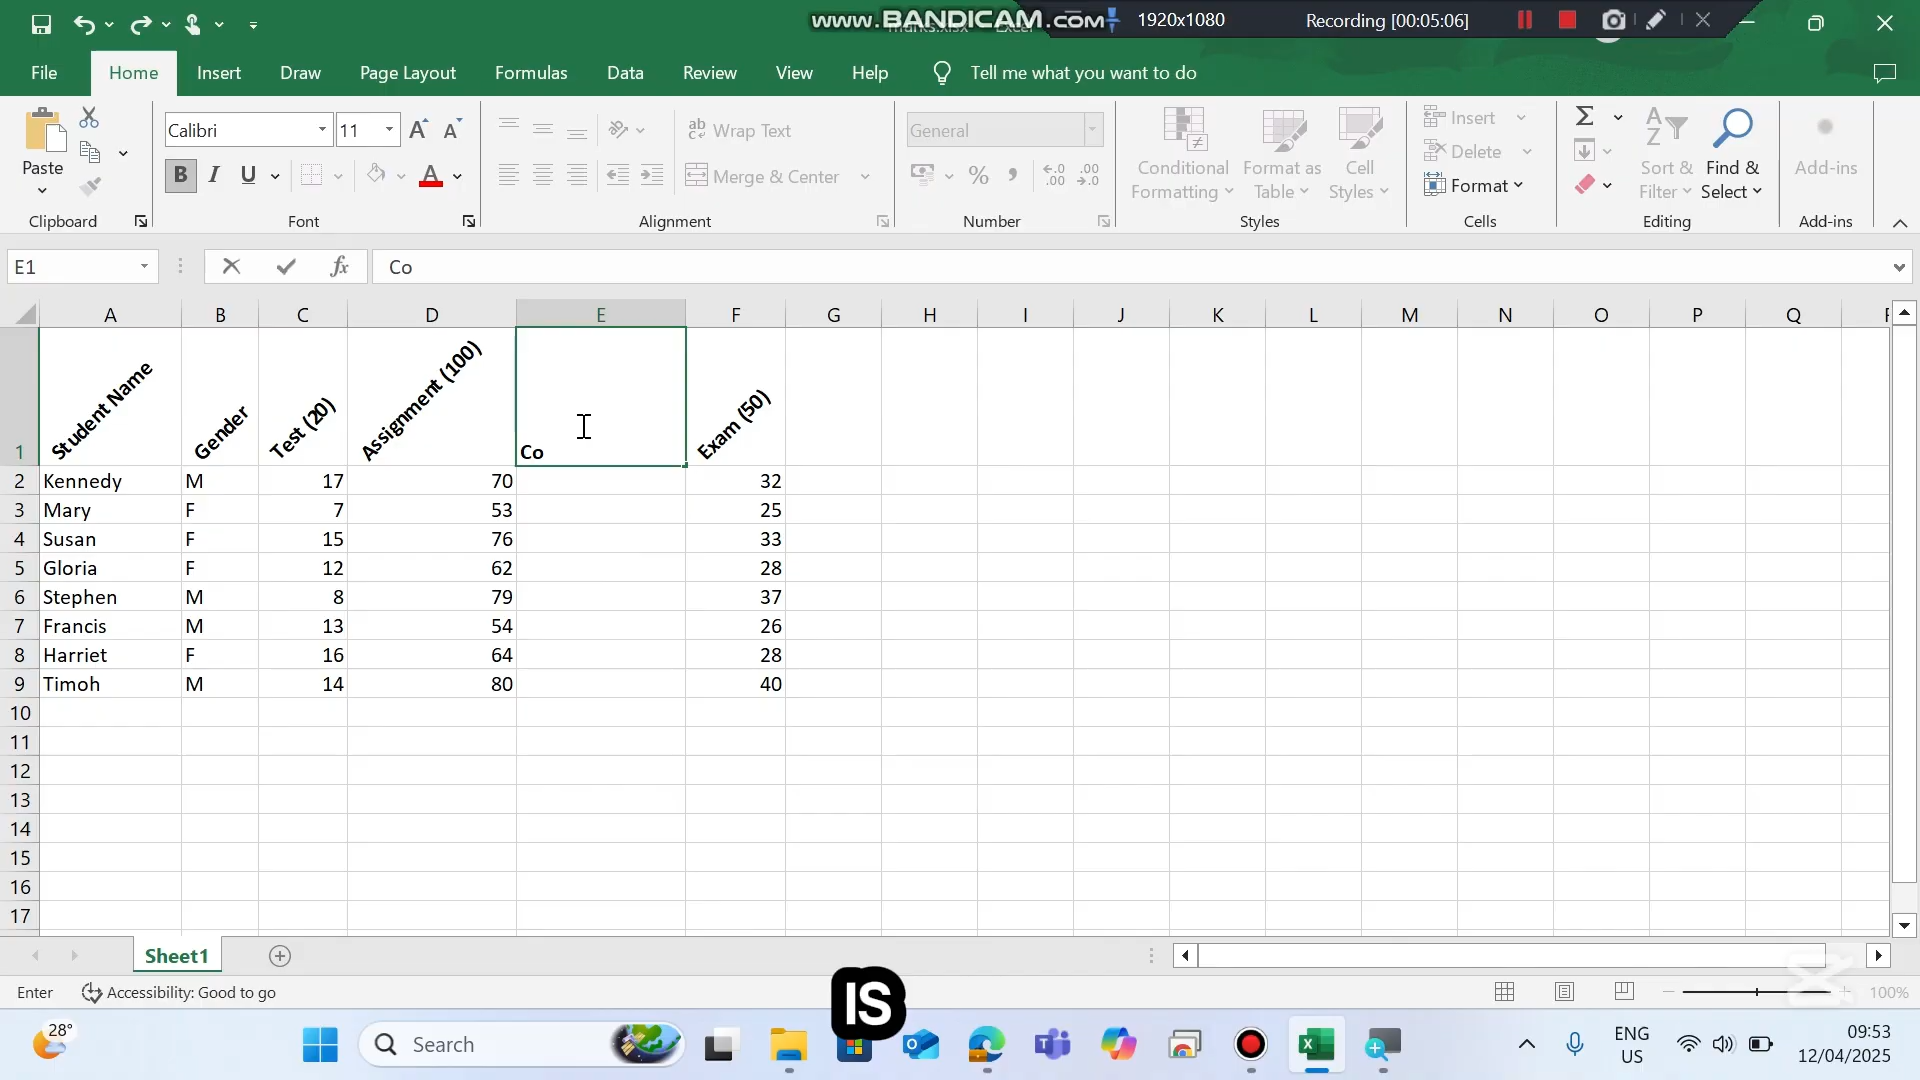 www.BANDICAM.com 1920x1080 Recording [00:05:06]
File Home Insert Draw Page Layout Formulas Data Review View Help Tell me what you want to do
Paste
Clipboard
Calibri 11
B I U A
Font
Wrap Text
Merge & Center
Alignment
General
% ,
Number
Conditional Formatting
Format as Table
Cell Styles
Styles
Insert
Delete
Format
Cells
Sort & Filter
Find & Select
Editing
Add-ins
Add-ins
E1 fx Co
A B C D E F G H I J K L M N O P Q
1 Student Name Gender Test (20) Assignment (100) Co Exam (50)
2 Kennedy M 17 70 32
3 Mary F 7 53 25
4 Susan F 15 76 33
5 Gloria F 12 62 28
6 Stephen M 8 79 37
7 Francis M 13 54 26
8 Harriet F 16 64 28
9 Timoh M 14 80 40
10
11
12
13
14
15
16
17
Sheet1
Enter Accessibility: Good to go 100%
IS
28°
Search
ENG
US
09:53
12/04/2025